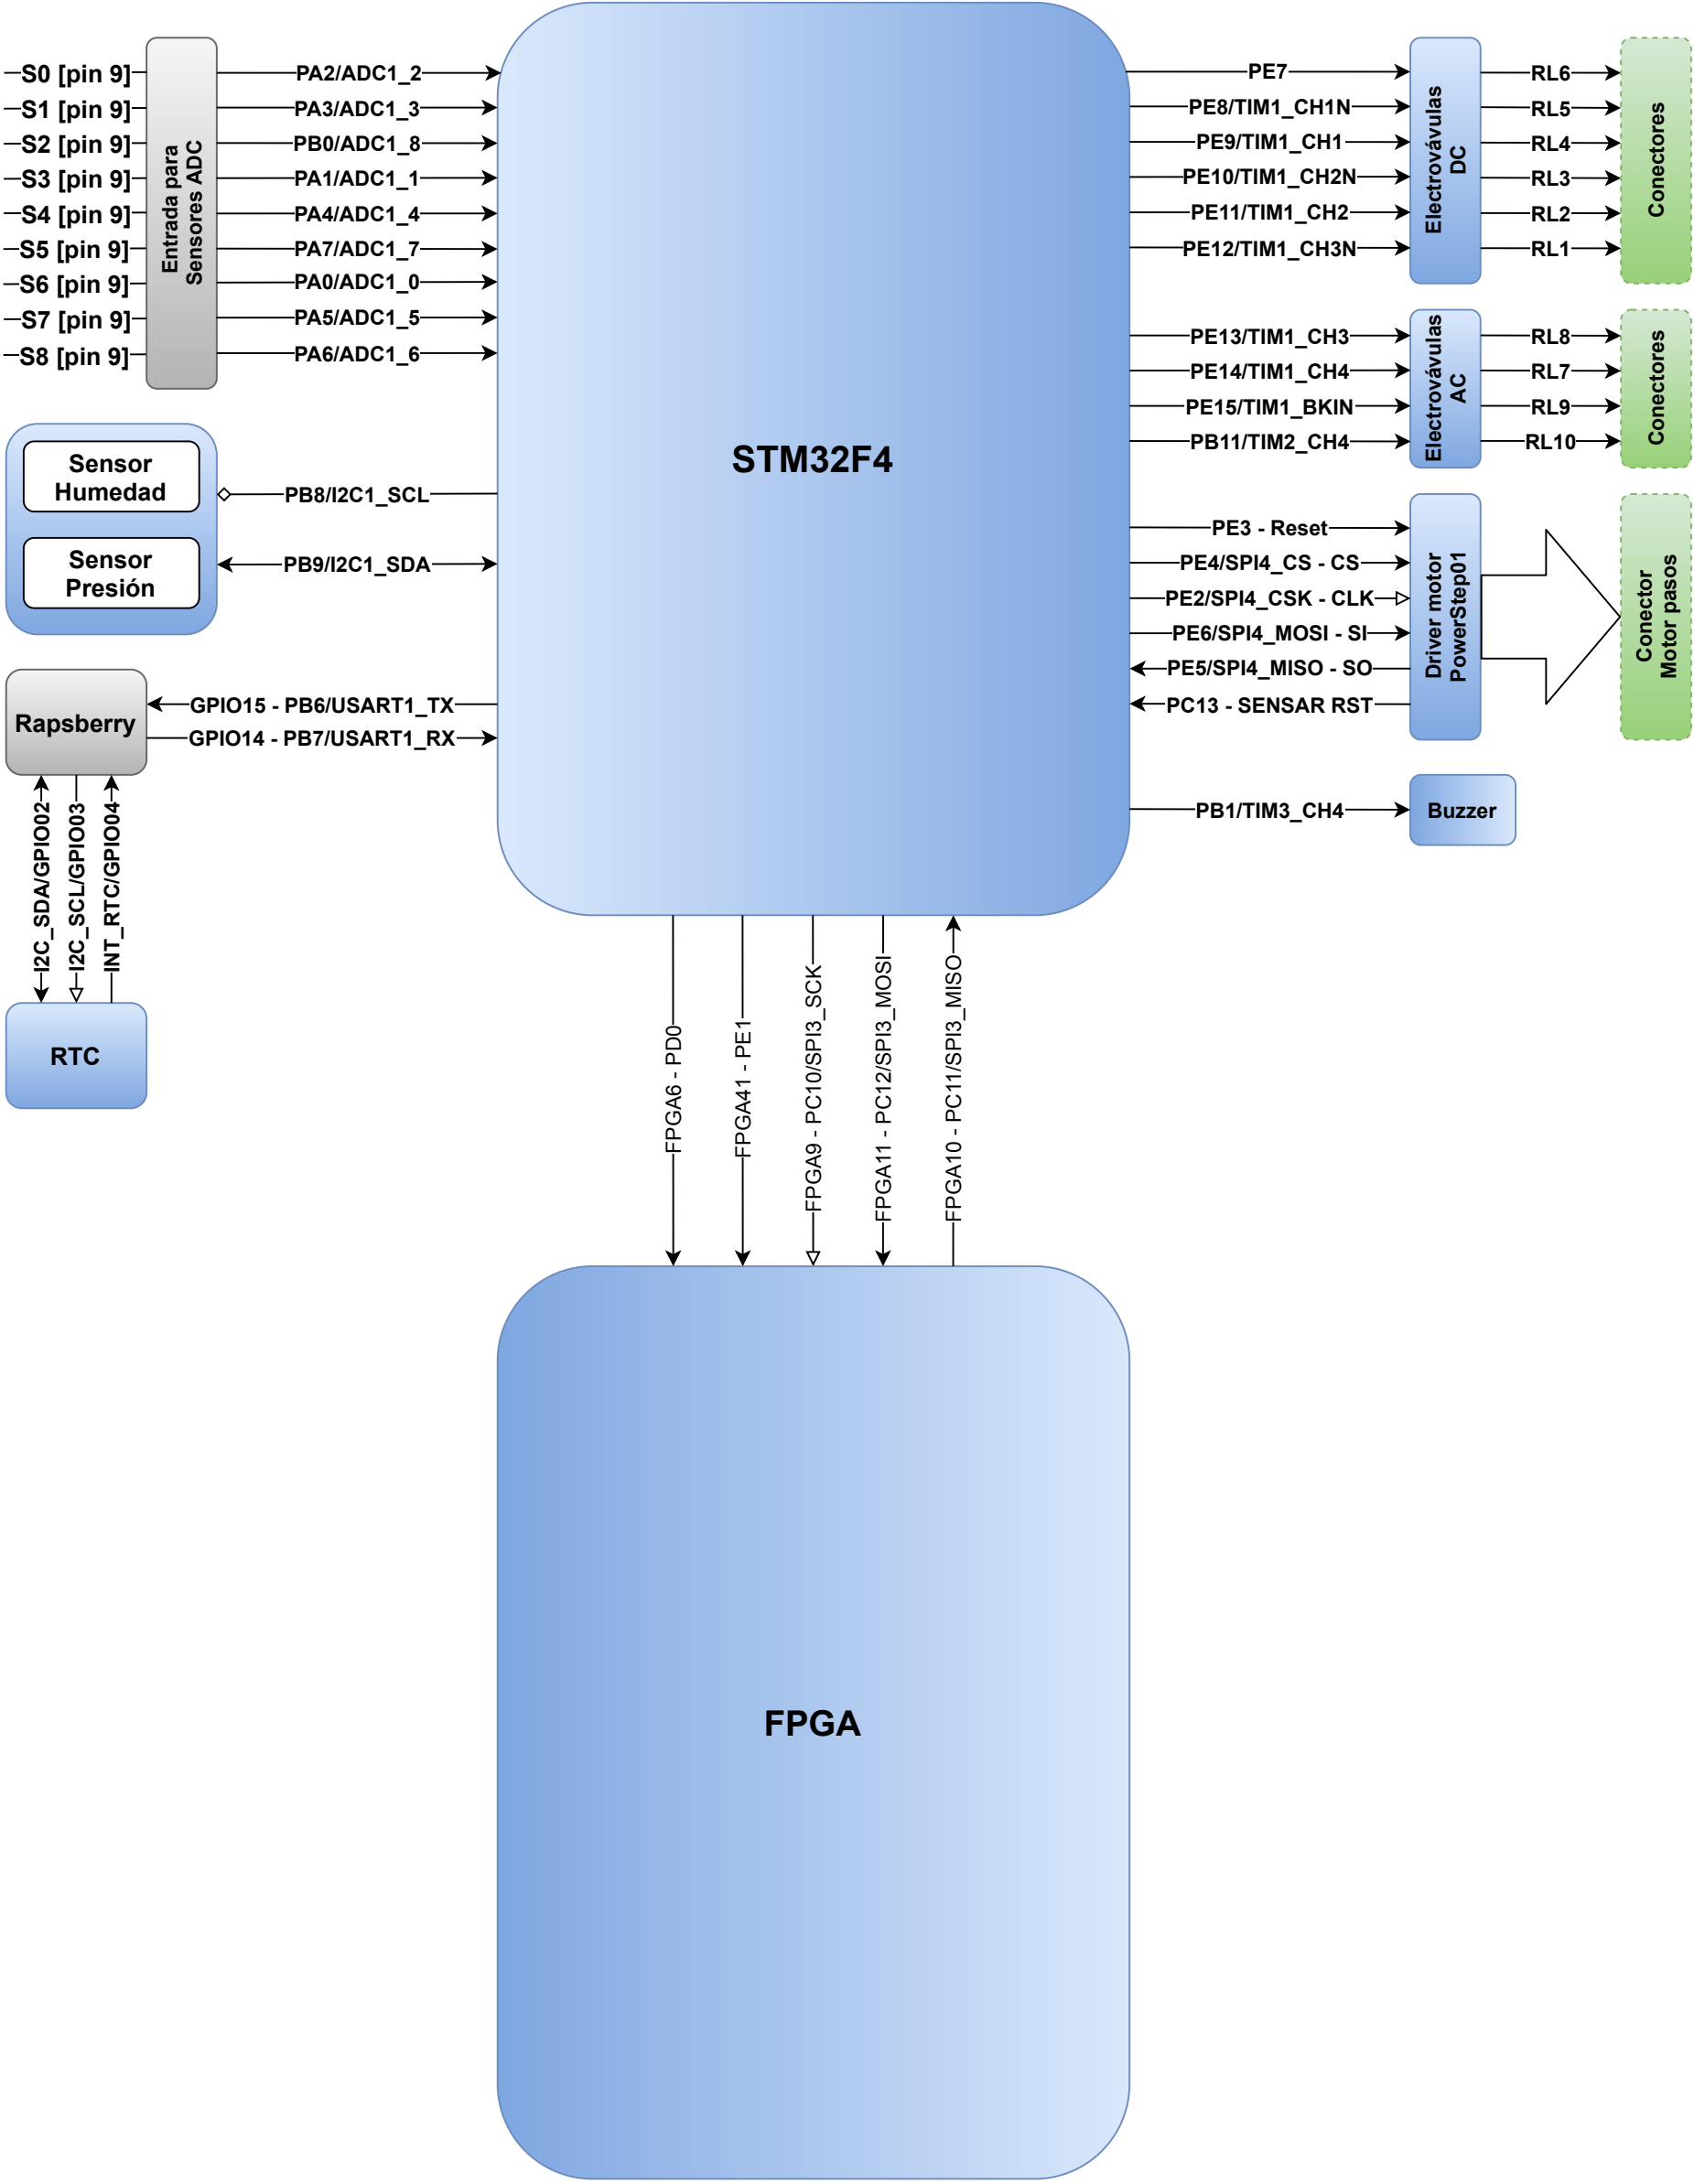 S0 [pin 9]
S1 [pin 9]
S2 [pin 9]
S3 [pin 9]
S4 [pin 9]
S5 [pin 9]
S6 [pin 9]
S7 [pin 9]
S8 [pin 9]
Entrada para
Sensores ADC
PA2/ADC1_2
PA3/ADC1_3
PB0/ADC1_8
PA1/ADC1_1
PA4/ADC1_4
PA7/ADC1_7
PA0/ADC1_0
PA5/ADC1_5
PA6/ADC1_6
Sensor
Humedad
Sensor
Presión
PB8/I2C1_SCL
PB9/I2C1_SDA
Rapsberry
GPIO15 - PB6/USART1_TX
GPIO14 - PB7/USART1_RX
I2C_SDA/GPIO02
I2C_SCL/GPIO03
INT_RTC/GPIO04
RTC
STM32F4
PE7
PE8/TIM1_CH1N
PE9/TIM1_CH1
PE10/TIM1_CH2N
PE11/TIM1_CH2
PE12/TIM1_CH3N
Electrovávulas
DC
RL6
RL5
RL4
RL3
RL2
RL1
Conectores
PE13/TIM1_CH3
PE14/TIM1_CH4
PE15/TIM1_BKIN
PB11/TIM2_CH4
Electrovávulas
AC
RL8
RL7
RL9
RL10
Conectores
PE3 - Reset
PE4/SPI4_CS - CS
PE2/SPI4_CSK - CLK
PE6/SPI4_MOSI - SI
PE5/SPI4_MISO - SO
PC13 - SENSAR RST
Driver motor
PowerStep01
Conector
Motor pasos
PB1/TIM3_CH4
Buzzer
FPGA6 - PD0
FPGA41 - PE1
FPGA9 - PC10/SPI3_SCK
FPGA11 - PC12/SPI3_MOSI
FPGA10 - PC11/SPI3_MISO
FPGA